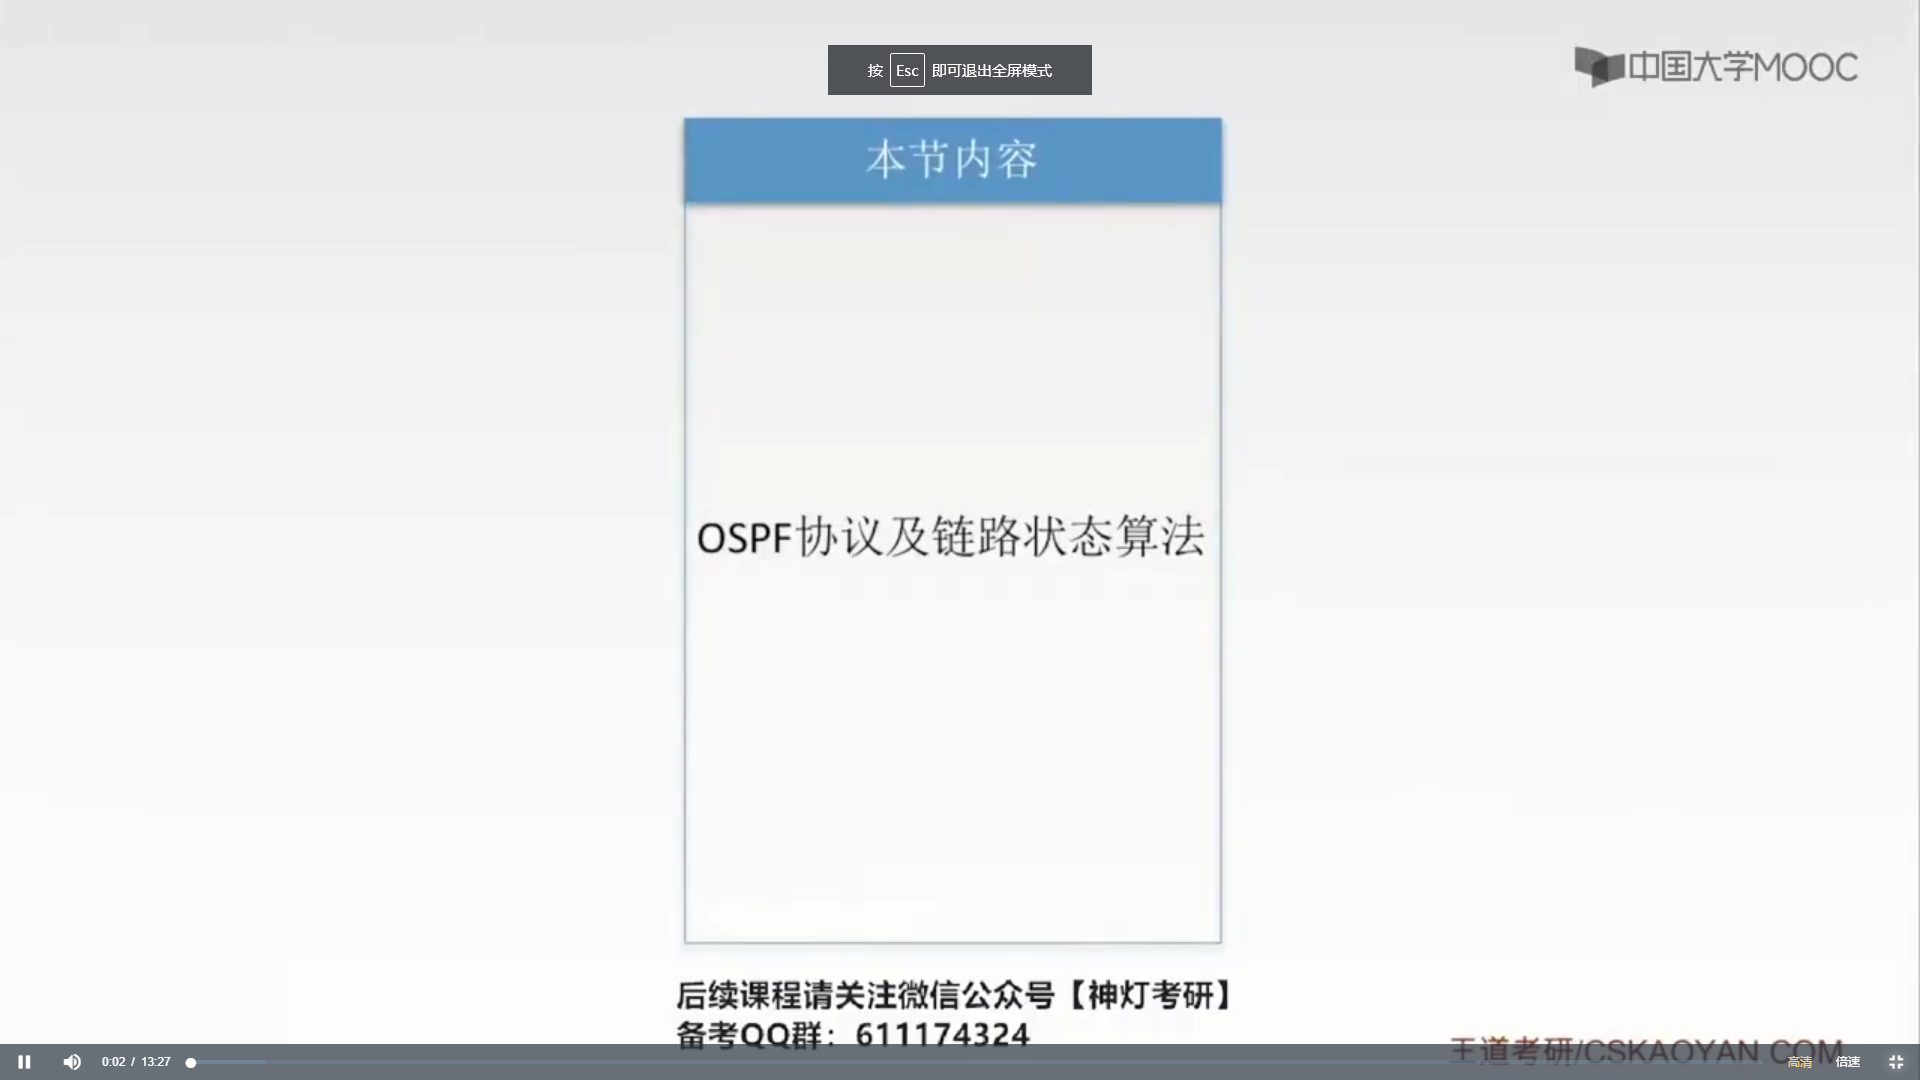 按 Esc 即可退出全屏模式
中国大学MOOC
本节内容
OSPF协议及链路状态算法
后续课程请关注微信公众号【神灯考研】
备考QQ群：611174324
王道考研/CSKAOYAN.COM
0:02 / 13:27
高清 倍速